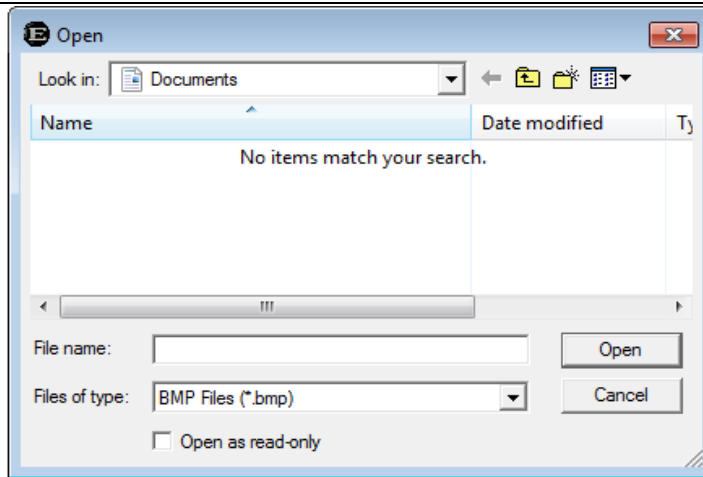 Open
Look in: Documents
Name Date modified Ty
No items match your search.
File name: Open
Files of type: BMP Files (*.bmp) Cancel
Open as read-only